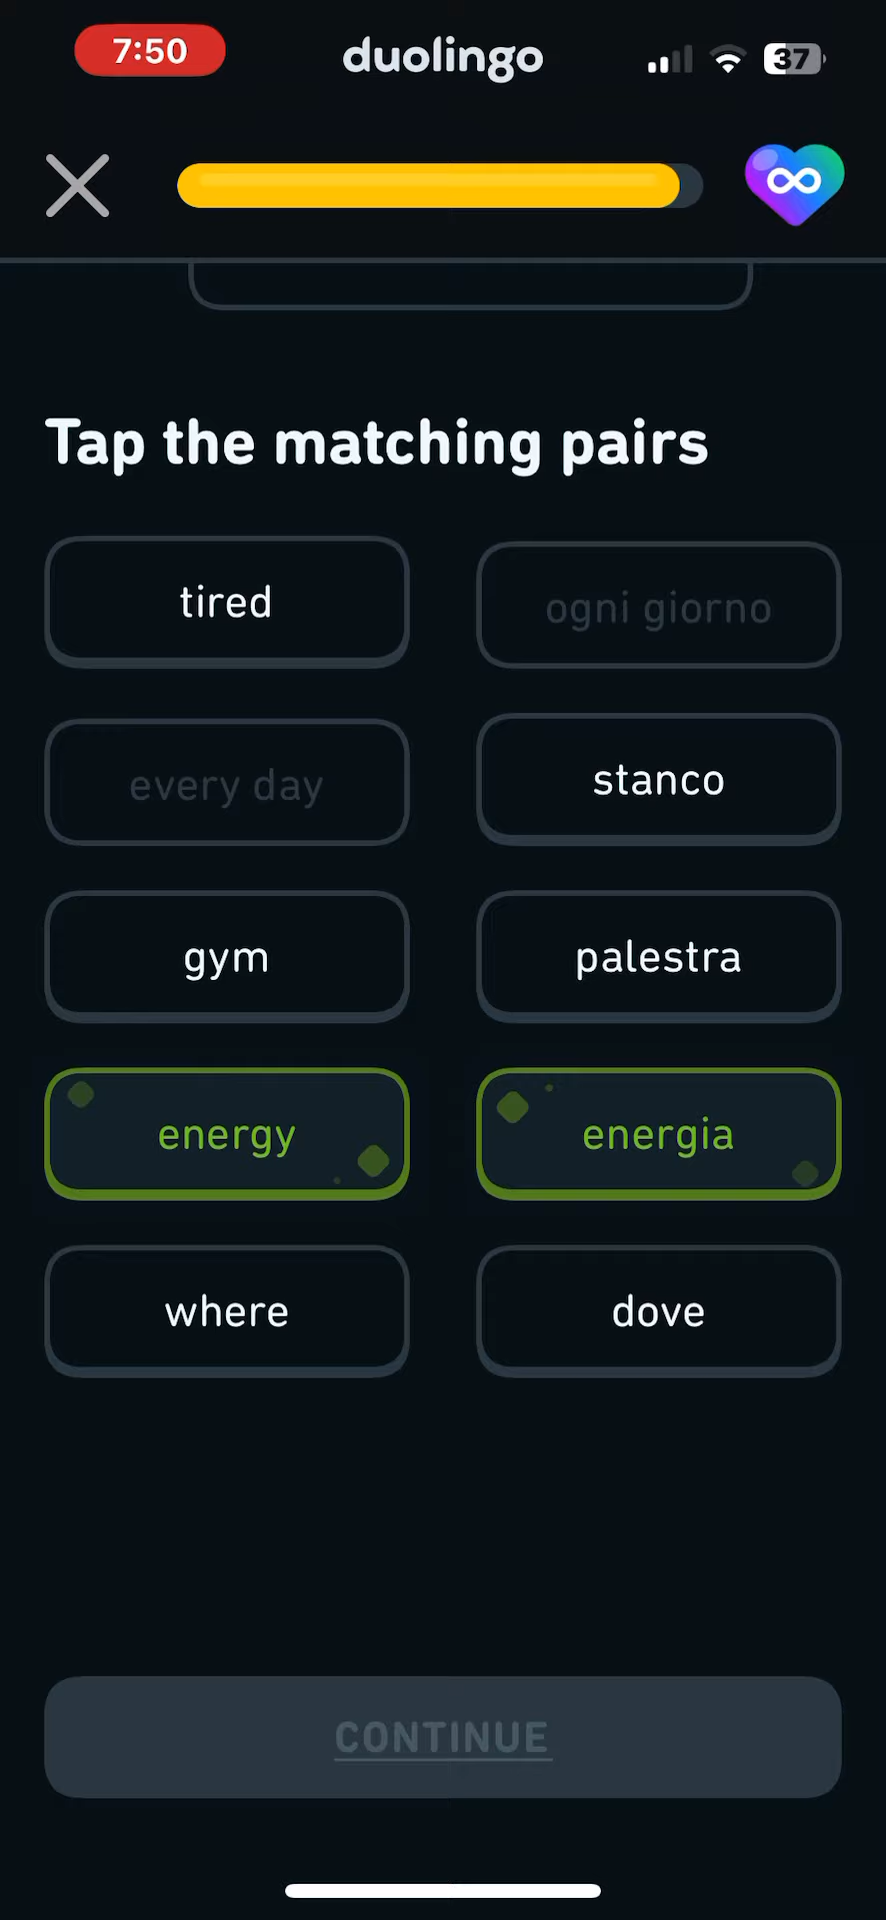 7:50
duolingo
37
Tap the matching pairs
tired
ogni giorno
every day
stanco
gym
palestra
energy
energia
where
dove
CONTINUE